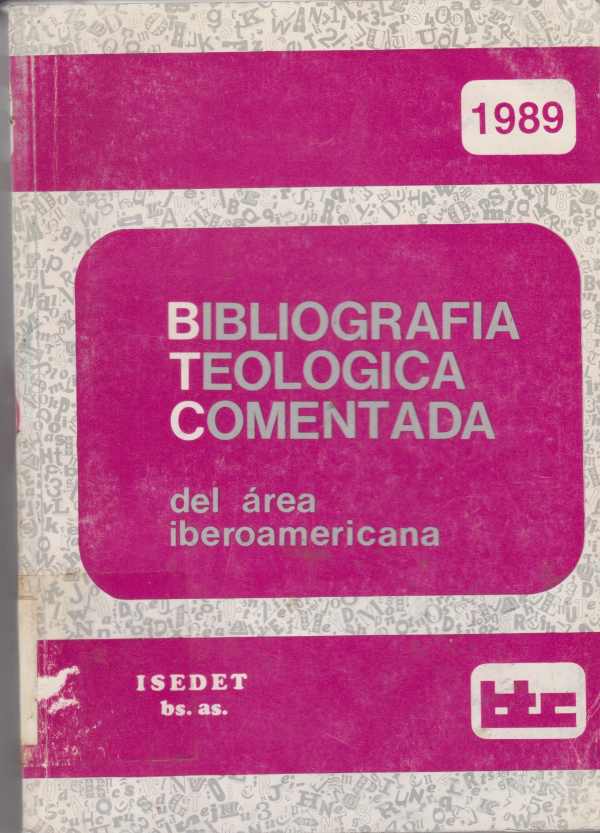 1989
BIBLIOGRAFIA
TEOLOGICA
COMENTADA
del área
iberoamericana
ISEDET
bs. as.
btc